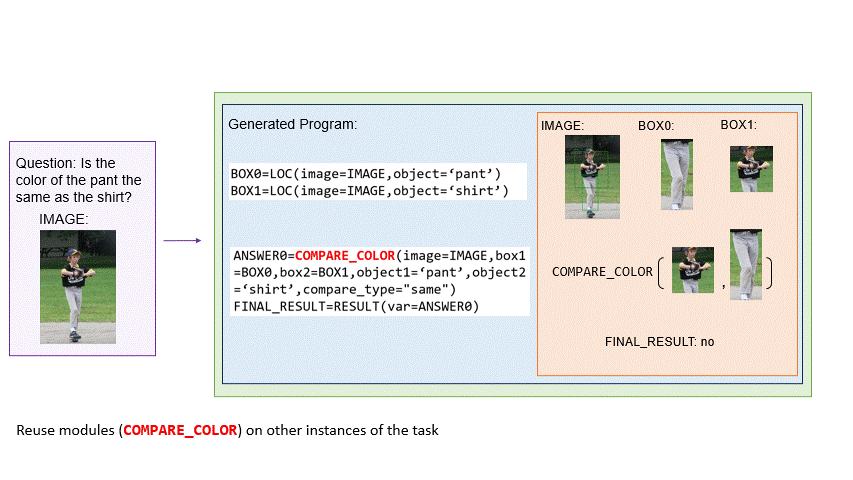 Question: Is the
color of the pant the
same as the shirt?
IMAGE:
Generated Program:
BOX0=LOC(image=IMAGE,object=‘pant’)
BOX1=LOC(image=IMAGE,object=‘shirt’)
ANSWER0=COMPARE_COLOR(image=IMAGE,box1
=BOX0,box2=BOX1,object1=‘pant’,object2
=‘shirt’,compare_type="same")
FINAL_RESULT=RESULT(var=ANSWER0)
IMAGE:
BOX0:
BOX1:
COMPARE_COLOR ( , )
FINAL_RESULT: no
Reuse modules (COMPARE_COLOR) on other instances of the task